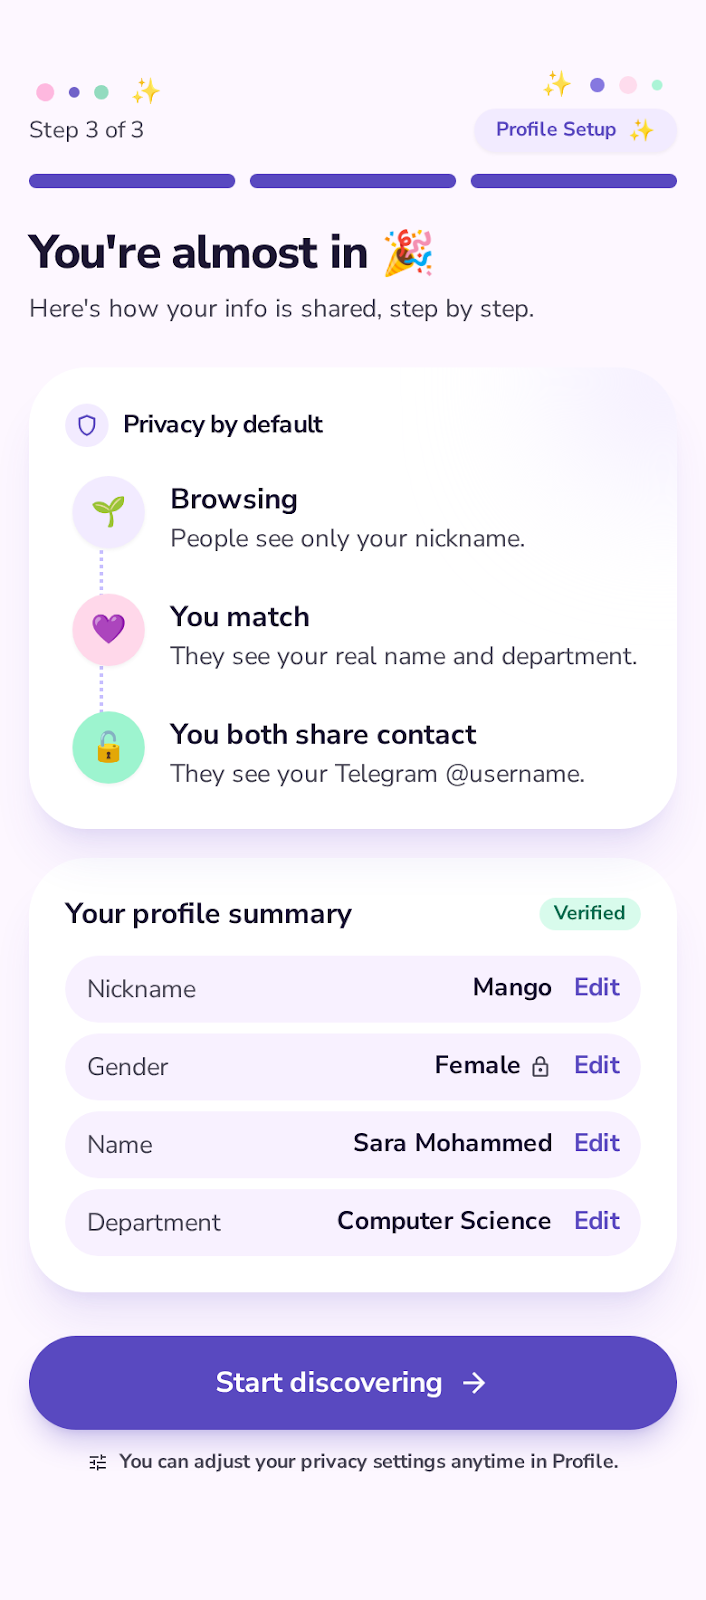 Step 3 of 3
Profile Setup ✨
You're almost in 🎉
Here's how your info is shared, step by step.
Privacy by default
Browsing
People see only your nickname.
You match
They see your real name and department.
You both share contact
They see your Telegram @username.
Your profile summary
Verified
Nickname Mango Edit
Gender Female Edit
Name Sara Mohammed Edit
Department Computer Science Edit
Start discovering →
You can adjust your privacy settings anytime in Profile.